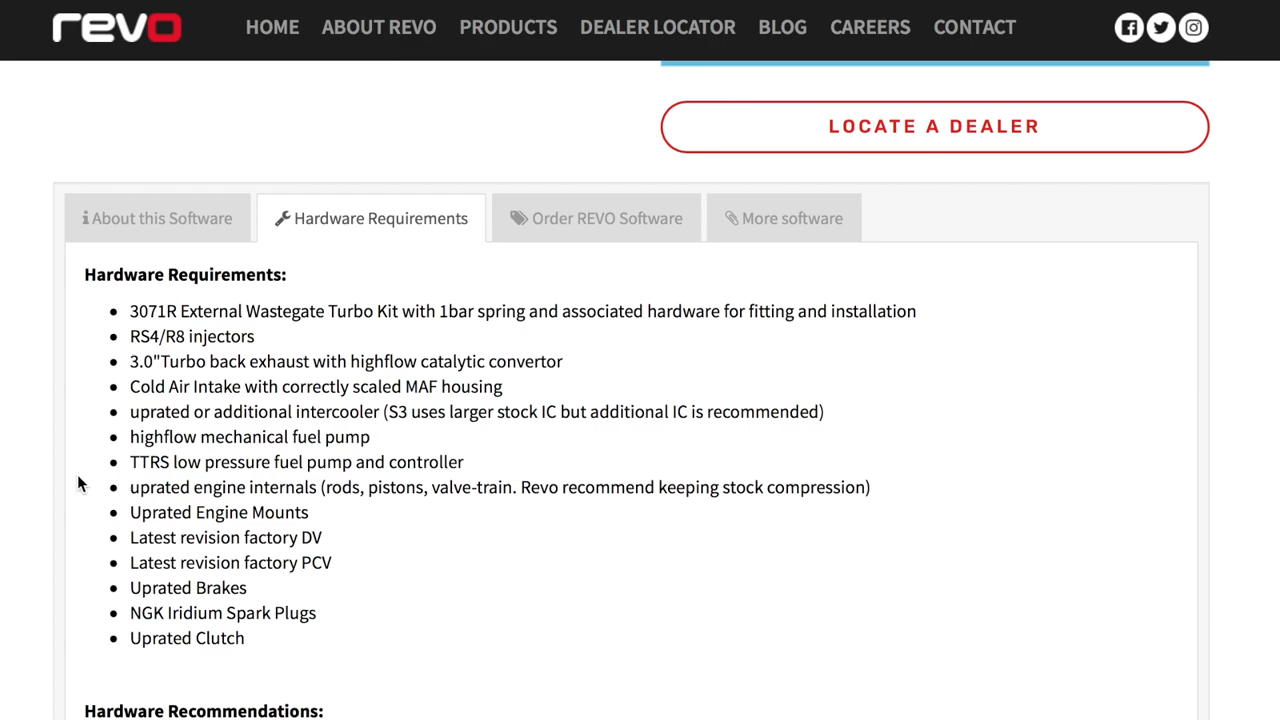 revo
HOME ABOUT REVO PRODUCTS DEALER LOCATOR BLOG CAREERS CONTACT
LOCATE A DEALER
About this Software Hardware Requirements Order REVO Software More software
Hardware Requirements:
• 3071R External Wastegate Turbo Kit with 1bar spring and associated hardware for fitting and installation
• RS4/R8 injectors
• 3.0"Turbo back exhaust with highflow catalytic convertor
• Cold Air Intake with correctly scaled MAF housing
• uprated or additional intercooler (S3 uses larger stock IC but additional IC is recommended)
• highflow mechanical fuel pump
• TTRS low pressure fuel pump and controller
• uprated engine internals (rods, pistons, valve-train. Revo recommend keeping stock compression)
• Uprated Engine Mounts
• Latest revision factory DV
• Latest revision factory PCV
• Uprated Brakes
• NGK Iridium Spark Plugs
• Uprated Clutch
Hardware Recommendations: